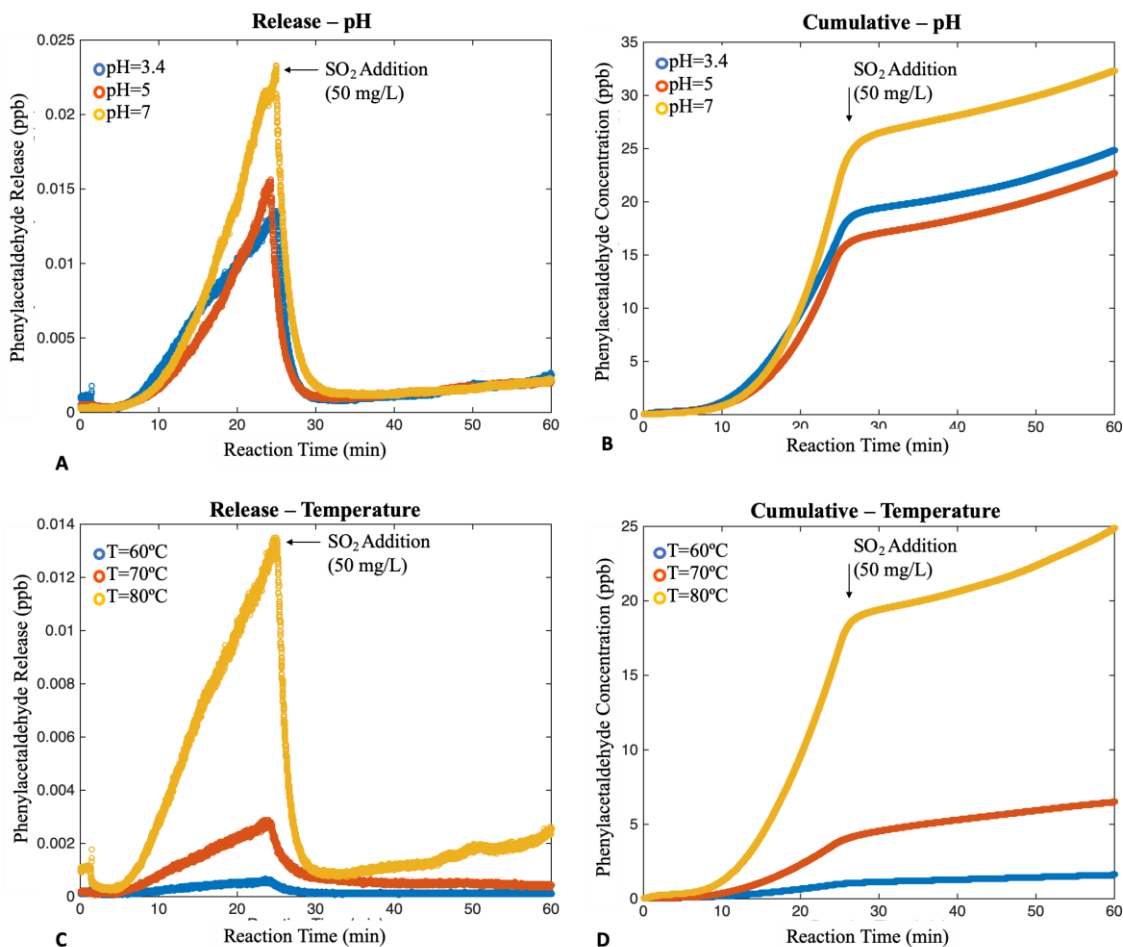 Release – pH
Phenylacetaldehyde Release (ppb)
0.025
0.02
0.015
0.01
0.005
0
pH=3.4
pH=5
pH=7
SO₂ Addition
(50 mg/L)
0 10 20 30 40 50 60
Reaction Time (min)
A
Cumulative – pH
Phenylacetaldehyde Concentration (ppb)
35
30
25
20
15
10
5
0
pH=3.4
pH=5
pH=7
SO₂ Addition
(50 mg/L)
0 10 20 30 40 50 60
Reaction Time (min)
B
Release – Temperature
Phenylacetaldehyde Release (ppb)
0.014
0.012
0.01
0.008
0.006
0.004
0.002
0
T=60ºC
T=70ºC
T=80ºC
SO₂ Addition
(50 mg/L)
0 10 20 30 40 50 60
Reaction Time (min)
C
Cumulative – Temperature
Phenylacetaldehyde Concentration (ppb)
25
20
15
10
5
0
T=60ºC
T=70ºC
T=80ºC
SO₂ Addition
(50 mg/L)
0 10 20 30 40 50 60
Reaction Time (min)
D